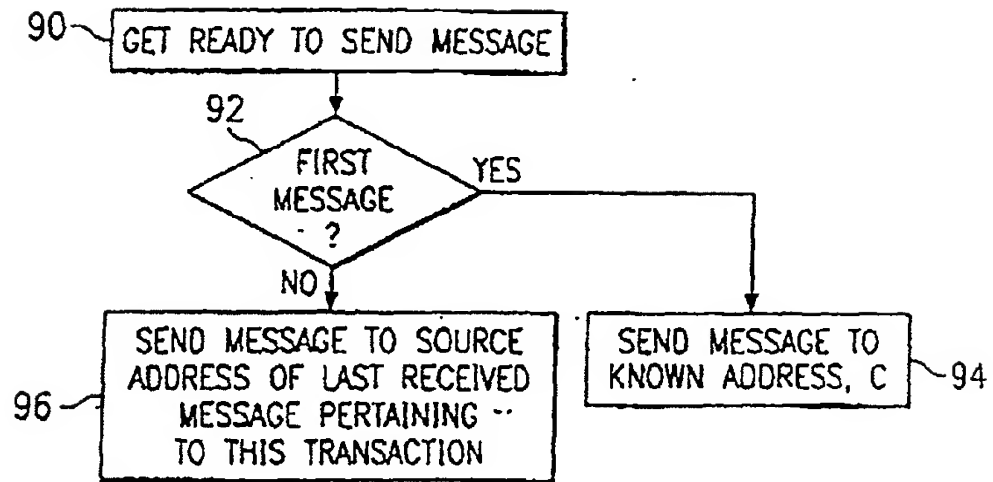 90
GET READY TO SEND MESSAGE
92
FIRST
MESSAGE
?
YES
NO
SEND MESSAGE TO SOURCE
ADDRESS OF LAST RECEIVED
MESSAGE PERTAINING
TO THIS TRANSACTION
96
SEND MESSAGE TO
KNOWN ADDRESS, C
94